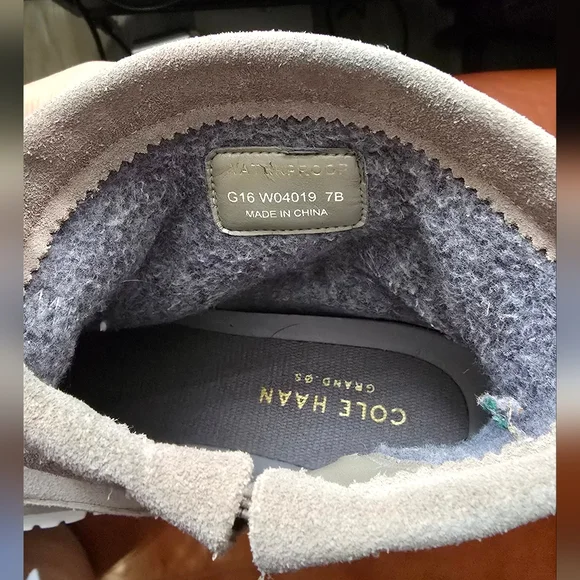 WATERPROOF
G16 W04019 7B
MADE IN CHINA
COLE HAAN
GRAND.ØS